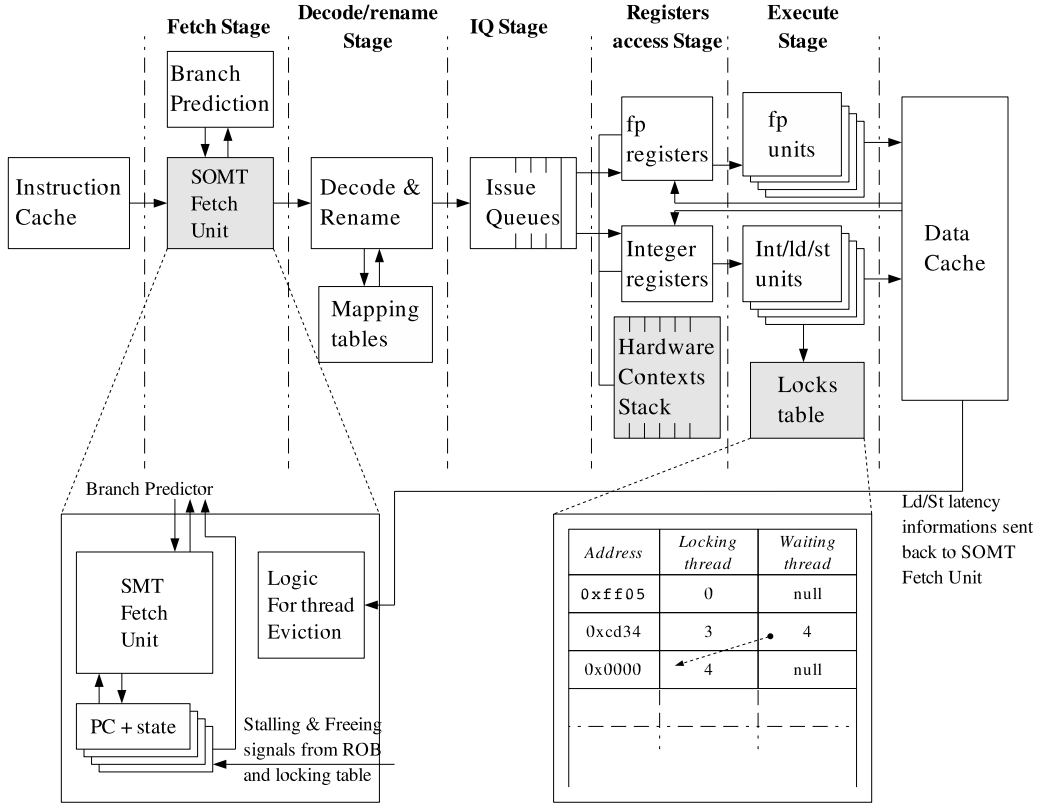 Fetch Stage
Decode/rename
Stage
IQ Stage
Registers
access Stage
Execute
Stage
Branch
Prediction
Instruction
Cache
SOMT
Fetch
Unit
Decode &
Rename
Mapping
tables
Issue
Queues
fp
registers
Integer
registers
Hardware
Contexts
Stack
fp
units
Int/ld/st
units
Locks
table
Data
Cache
Branch Predictor
SMT
Fetch
Unit
Logic
For thread
Eviction
PC + state
Stalling & Freeing
signals from ROB
and locking table
Address Locking thread Waiting thread
0xff05 0 null
0xcd34 3 4
0x0000 4 null
Ld/St latency
informations sent
back to SOMT
Fetch Unit